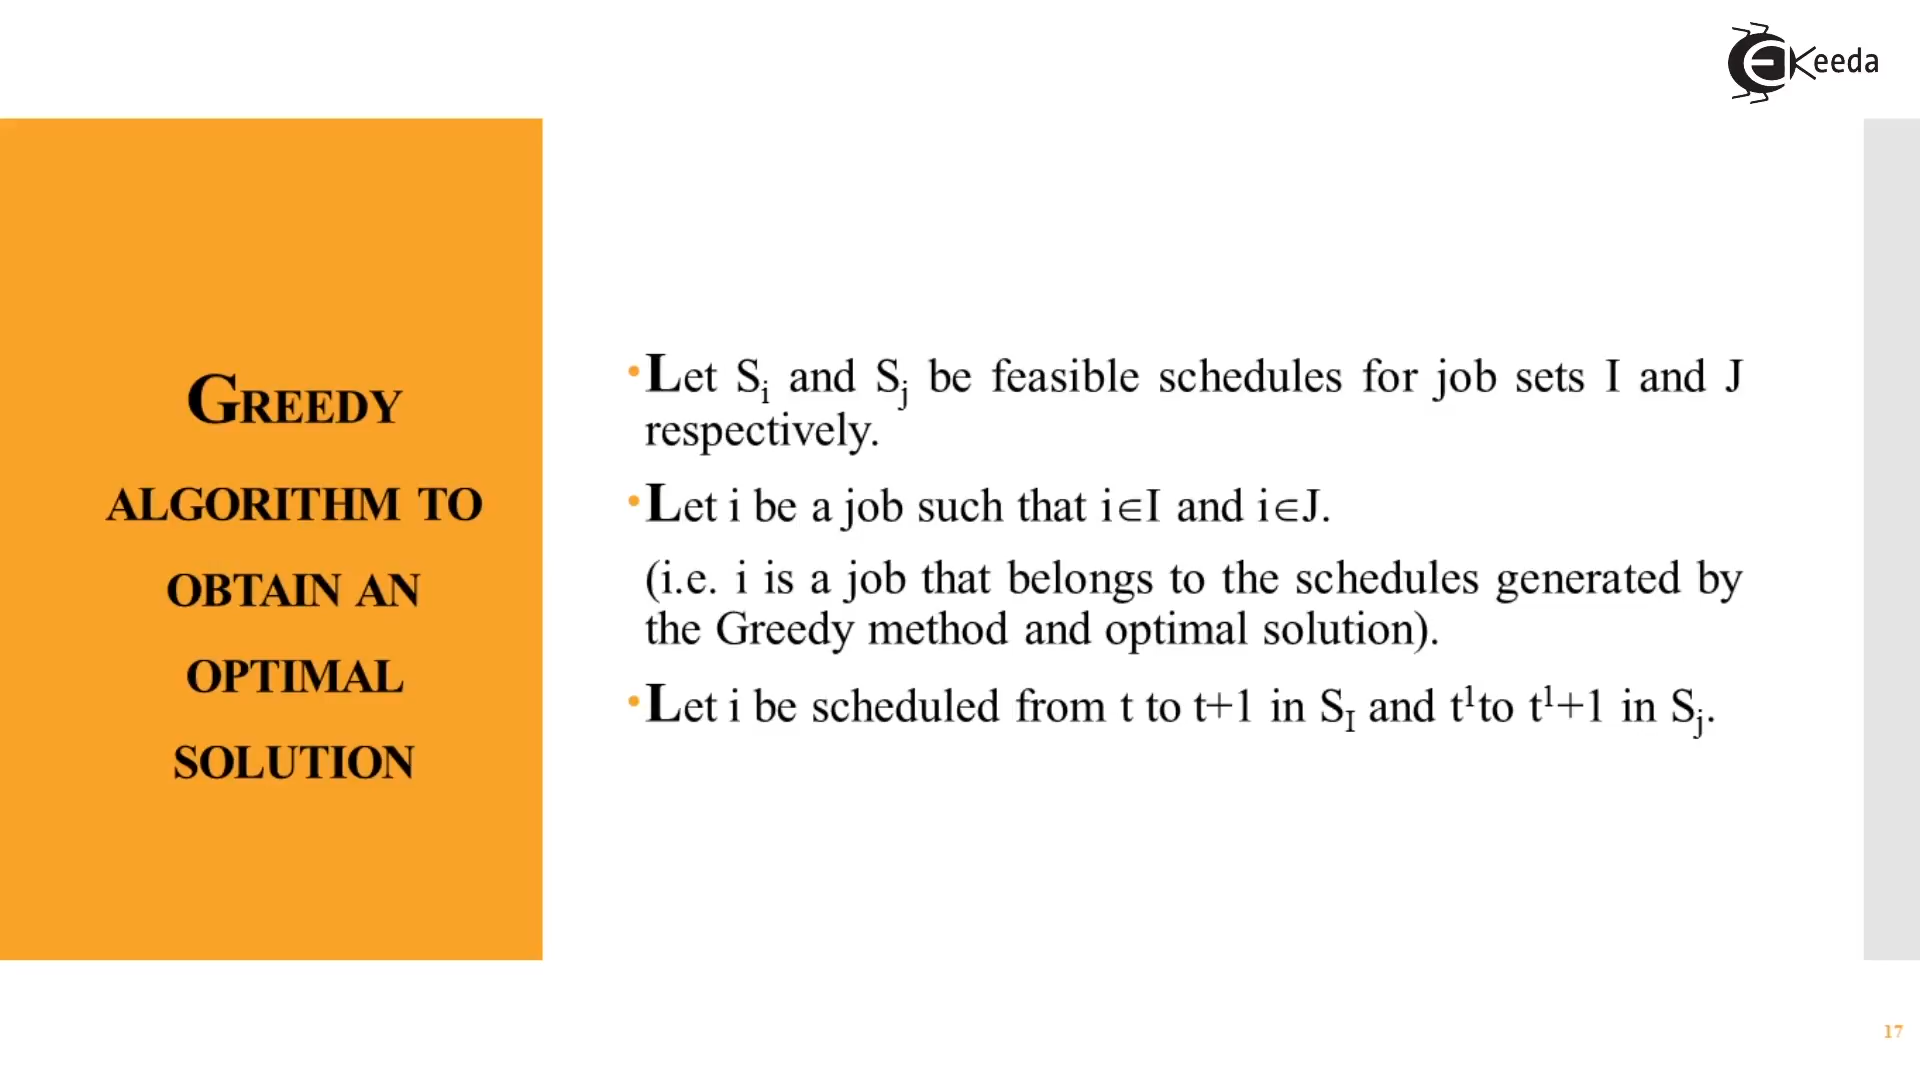 Keeda
GREEDY
ALGORITHM TO
OBTAIN AN
OPTIMAL
SOLUTION
•Let Sᵢ and Sⱼ be feasible schedules for job sets I and J
respectively.
•Let i be a job such that i∈I and i∈J.
(i.e. i is a job that belongs to the schedules generated by
the Greedy method and optimal solution).
•Let i be scheduled from t to t+1 in S_I and t¹to t¹+1 in Sⱼ.
17